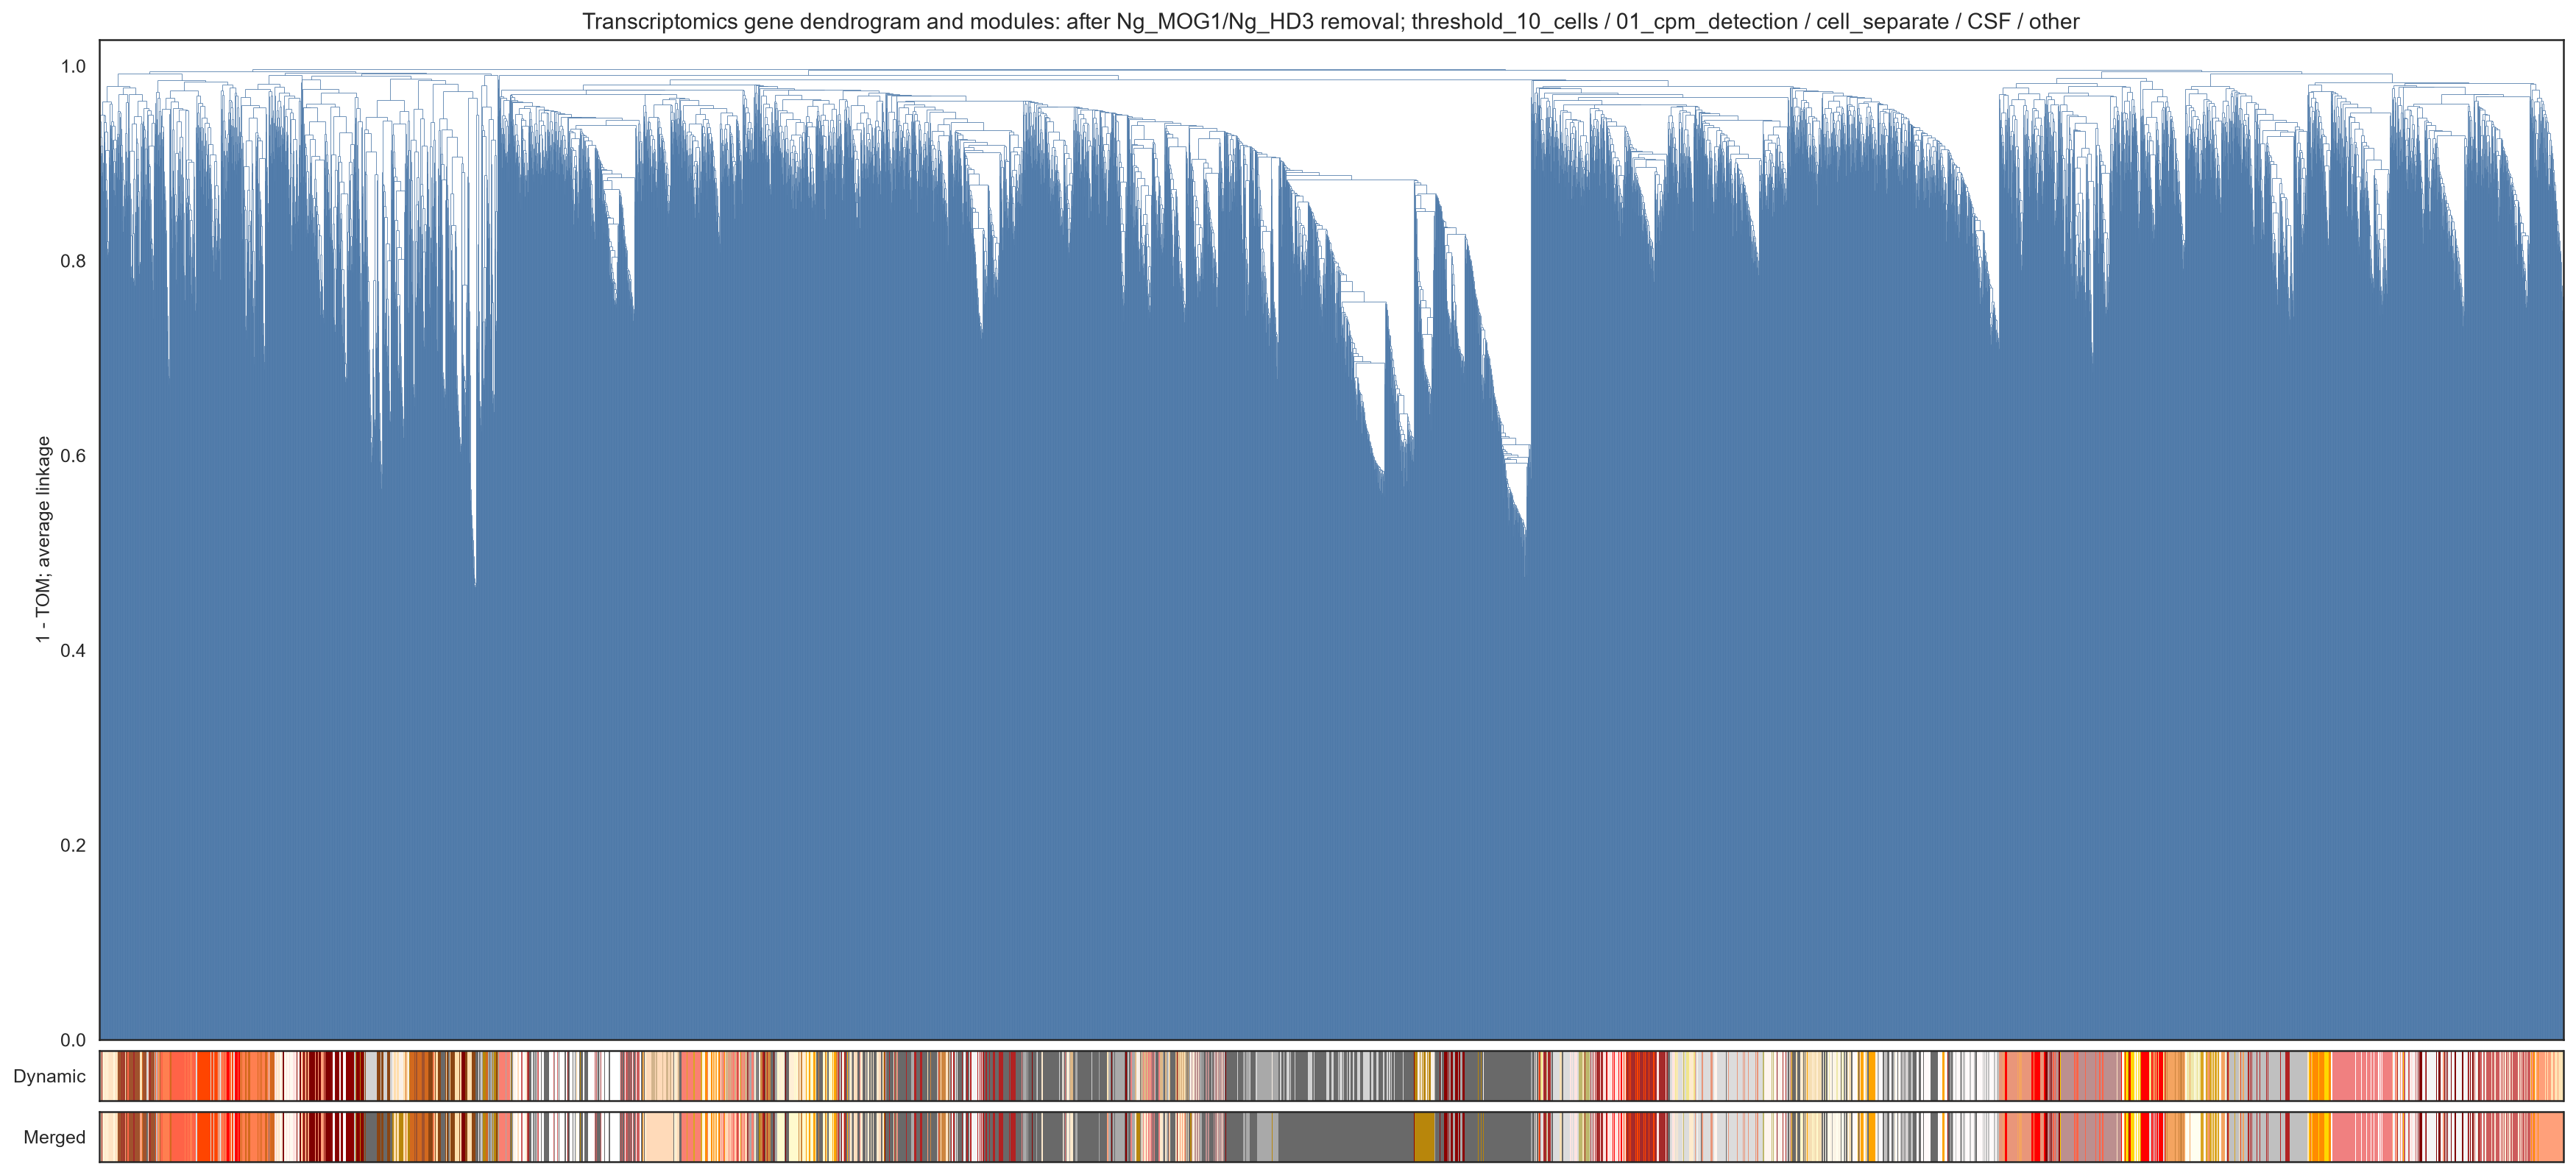 Transcriptomics gene dendrogram and modules: after Ng_MOG1/Ng_HD3 removal; threshold_10_cells / 01_cpm_detection / cell_separate / CSF / other
1.0
0.8
0.6
0.4
0.2
0.0
1 - TOM; average linkage
Dynamic
Merged